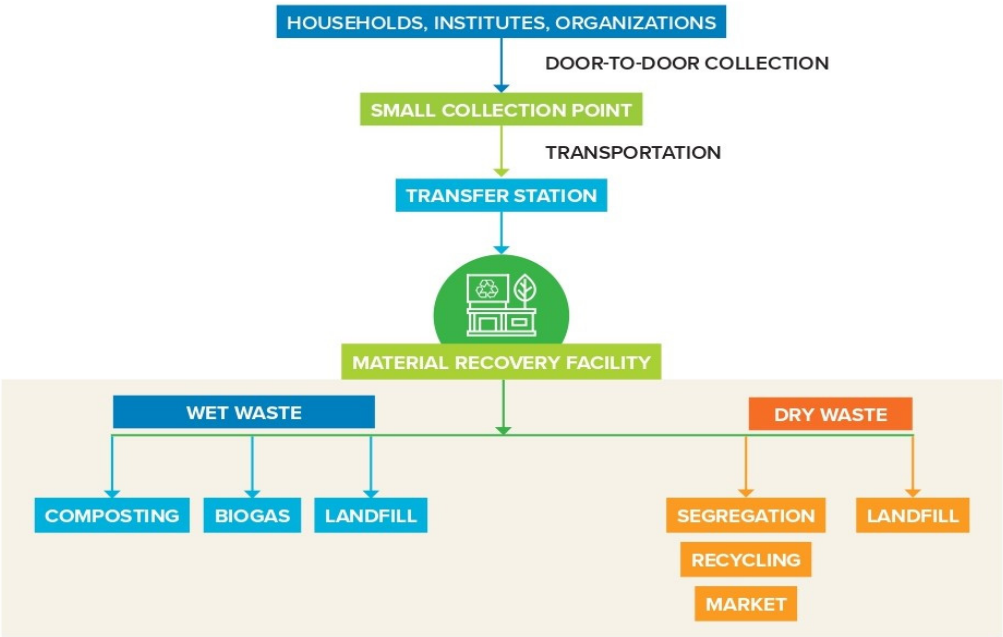 HOUSEHOLDS, INSTITUTES, ORGANIZATIONS
DOOR-TO-DOOR COLLECTION
SMALL COLLECTION POINT
TRANSPORTATION
TRANSFER STATION
MATERIAL RECOVERY FACILITY
WET WASTE
DRY WASTE
COMPOSTING
BIOGAS
LANDFILL
SEGREGATION
LANDFILL
RECYCLING
MARKET